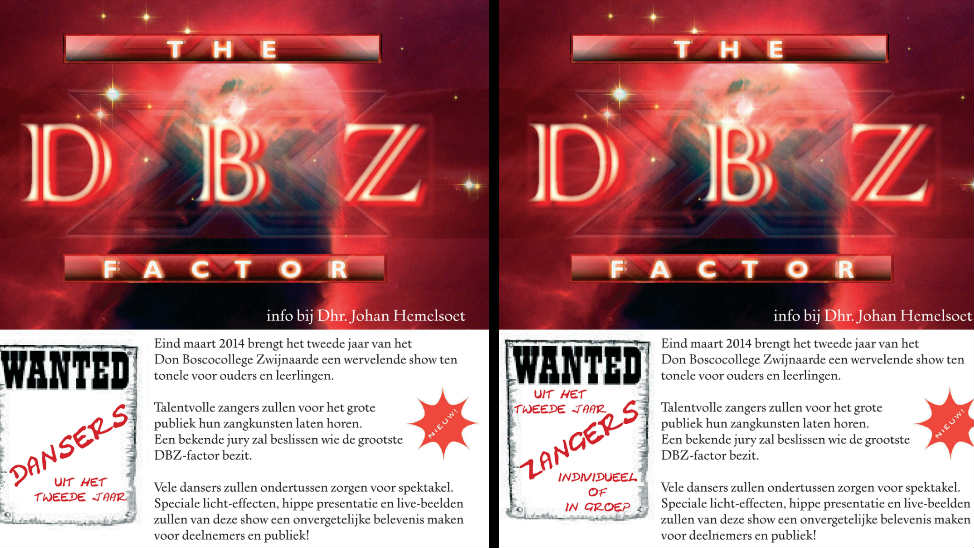 THE
DBZ
FACTOR
info bij Dhr. Johan Hemelsoet
WANTED
DANSERS
UIT HET
TWEEDE JAAR
Eind maart 2014 brengt het tweede jaar van het
Don Boscocollege Zwijnaarde een wervelende show ten
tonele voor ouders en leerlingen.
Talentvolle zangers zullen voor het grote
publiek hun zangkunsten laten horen.
Een bekende jury zal beslissen wie de grootste
DBZ-factor bezit.
NIEUW!
Vele dansers zullen ondertussen zorgen voor spektakel.
Speciale licht-effecten, hippe presentatie en live-beelden
zullen van deze show een onvergetelijke belevenis maken
voor deelnemers en publiek!
THE
DBZ
FACTOR
info bij Dhr. Johan Hemelsoet
WANTED
UIT HET
TWEEDE JAAR
ZANGERS
INDIVIDUEEL
OF
IN GROEP
Eind maart 2014 brengt het tweede jaar van het
Don Boscocollege Zwijnaarde een wervelende show ten
tonele voor ouders en leerlingen.
Talentvolle zangers zullen voor het grote
publiek hun zangkunsten laten horen.
Een bekende jury zal beslissen wie de grootste
DBZ-factor bezit.
NIEUW!
Vele dansers zullen ondertussen zorgen voor spektakel.
Speciale licht-effecten, hippe presentatie en live-beelden
zullen van deze show een onvergetelijke belevenis maken
voor deelnemers en publiek!